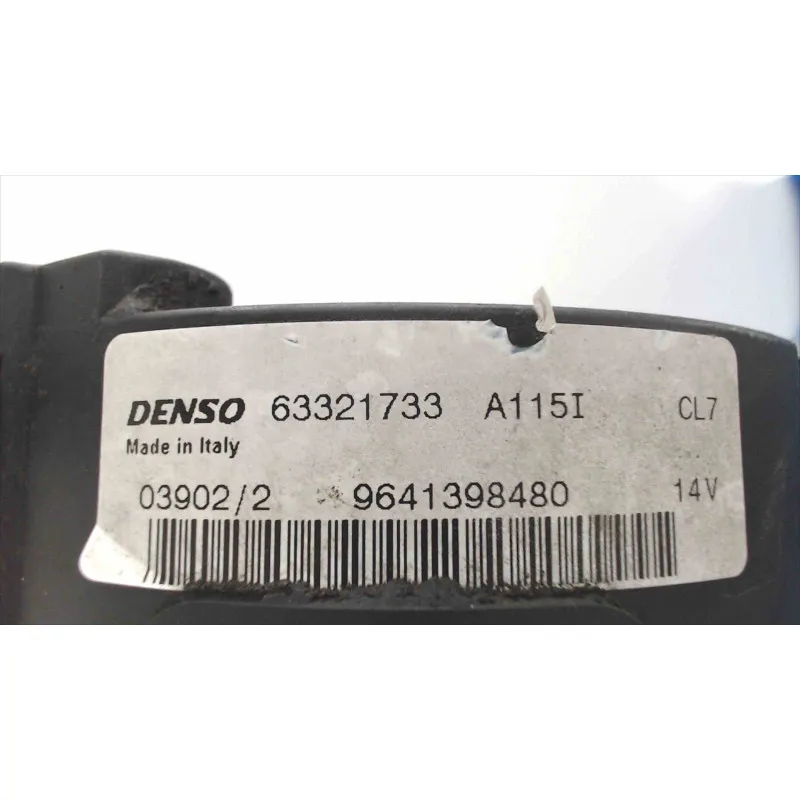 DENSO 63321733 A115I CL7
Made in Italy
03902/2 9641398480 14V